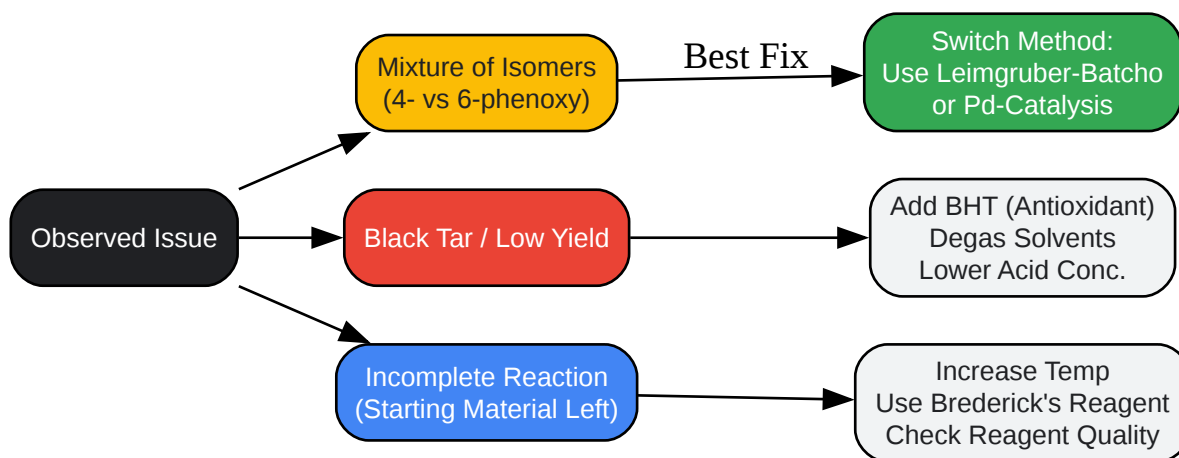 Mixture of Isomers
(4- vs 6-phenoxy)
Best Fix
Switch Method:
Use Leimgruber-Batcho
or Pd-Catalysis
Observed Issue
Black Tar / Low Yield
Add BHT (Antioxidant)
Degas Solvents
Lower Acid Conc.
Incomplete Reaction
(Starting Material Left)
Increase Temp
Use Brederick's Reagent
Check Reagent Quality